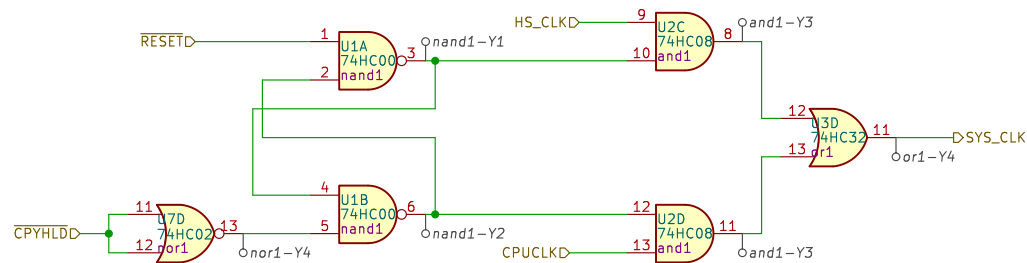 HS_CLK
9
U2C
74HC08
and1
10
8
and1-Y3
RESET
1
U1A
74HC00
nand1
2
3
nand1-Y1
12
U3D
74HC32
or1
13
11
or1-Y4
SYS_CLK
CPYHLD
11
U7D
74HC02
nor1
12
13
nor1-Y4
4
U1B
74HC00
nand1
5
6
nand1-Y2
12
U2D
74HC08
and1
13
CPUCLK
11
and1-Y3